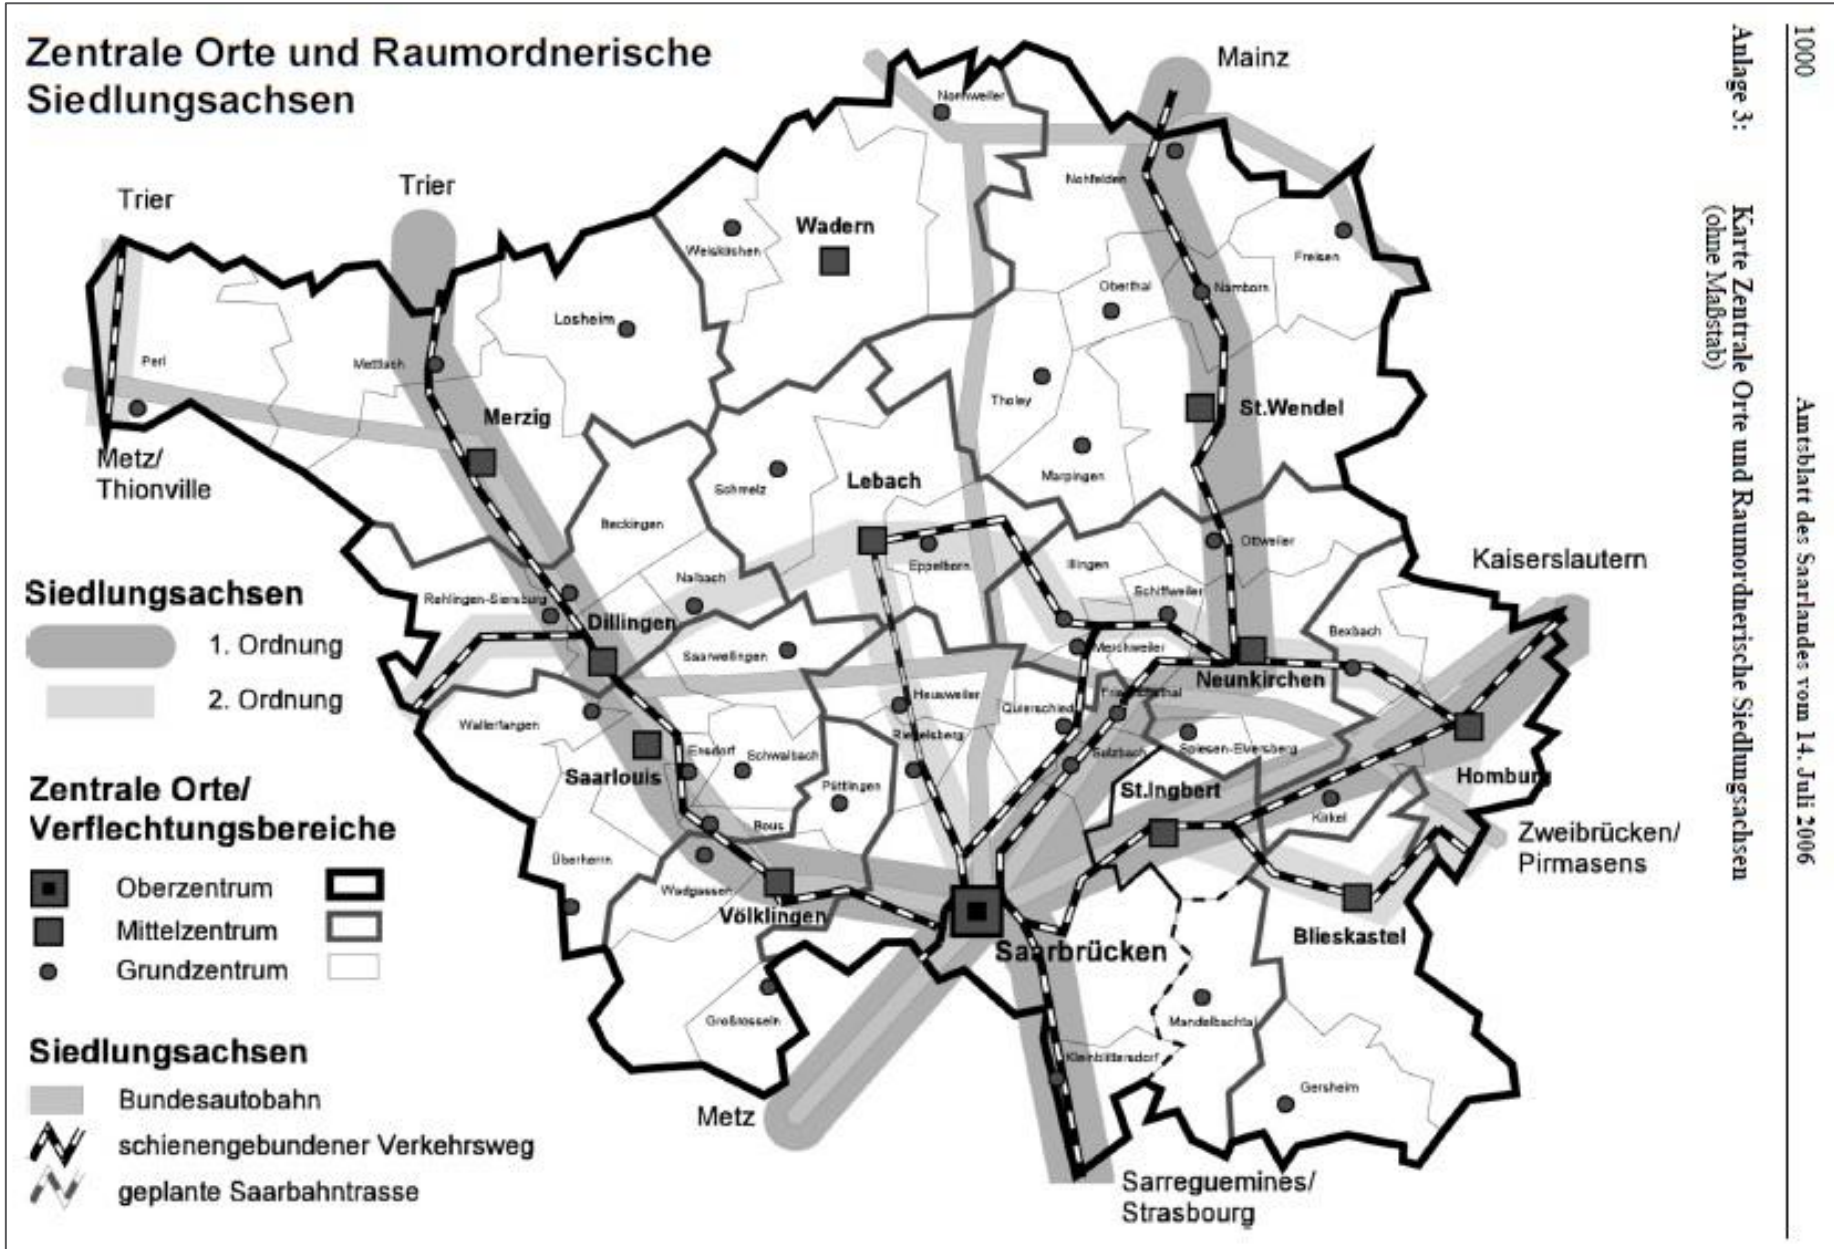 Zentrale Orte und Raumordnerische
Siedlungsachsen
Mainz
Trier
Trier
Nonnweiler
Nohfelden
Wadern
Weiskirchen
Freisen
Oberthal
Namborn
Losheim
Perl
Mettlach
Merzig
Tholey
St.Wendel
Metz/
Thionville
Schmelz
Lebach
Marpingen
Beckingen
Ottweiler
Eppelborn
Illingen
Kaiserslautern
Nalbach
Schiffweiler
Rehlingen-Siersburg
Dillingen
Bexbach
Saarwellingen
Merchweiler
Neunkirchen
Heusweiler
Friedrichsthal
Quierschied
Wallerfangen
Riegelsberg
Ensdorf
Schwalbach
Sulzbach
Spiesen-Elversberg
Saarlouis
Püttlingen
St.Ingbert
Homburg
Bous
Kirkel
Zweibrücken/
Pirmasens
Überherrn
Wadgassen
Völklingen
Saarbrücken
Blieskastel
Großrosseln
Mandelbachtal
Kleinblittersdorf
Gersheim
Metz
Sarreguemines/
Strasbourg
Siedlungsachsen
1. Ordnung
2. Ordnung
Zentrale Orte/
Verflechtungsbereiche
Oberzentrum
Mittelzentrum
Grundzentrum
Siedlungsachsen
Bundesautobahn
schienengebundener Verkehrsweg
geplante Saarbahntrasse
1000
Amtsblatt des Saarlandes vom 14. Juli 2006
Anlage 3:
Karte Zentrale Orte und Raumordnerische Siedlungsachsen
(ohne Maßstab)